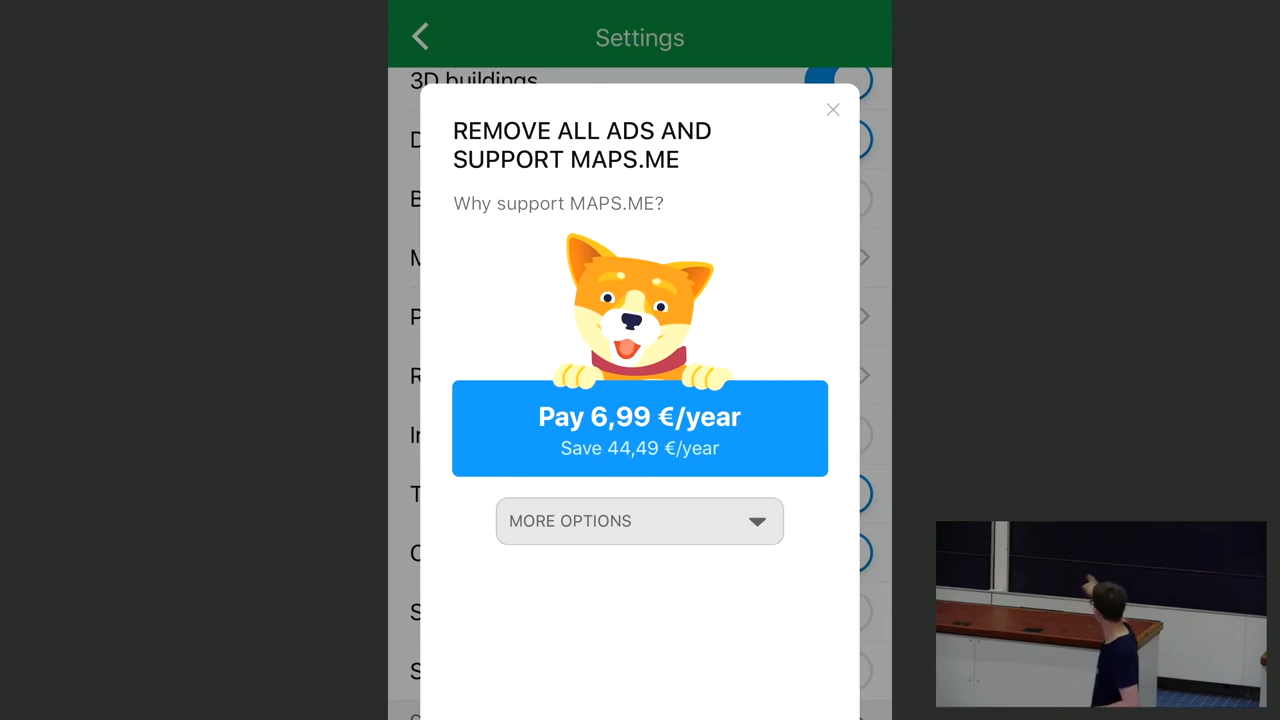 Settings
3D buildings
REMOVE ALL ADS AND
SUPPORT MAPS.ME
Why support MAPS.ME?
Pay 6,99 €/year
Save 44,49 €/year
MORE OPTIONS